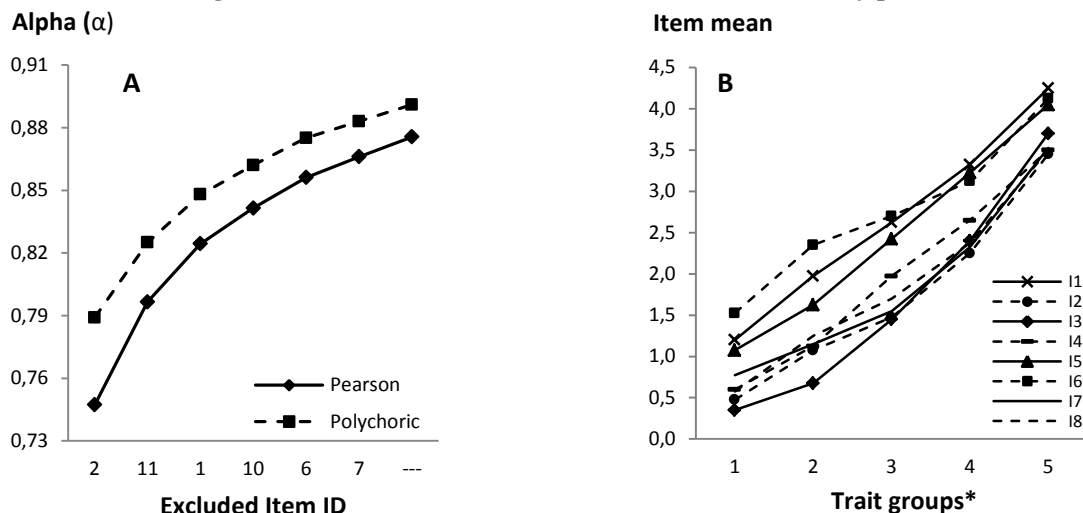 Alpha (α)
A
0,91
0,88
0,85
0,82
0,79
0,76
0,73
Pearson
Polychoric
2 11 1 10 6 7 ---
Excluded Item ID
Item mean
B
4,5
4,0
3,5
3,0
2,5
2,0
1,5
1,0
0,5
0,0
I1
I2
I3
I4
I5
I6
I7
I8
1 2 3 4 5
Trait groups*